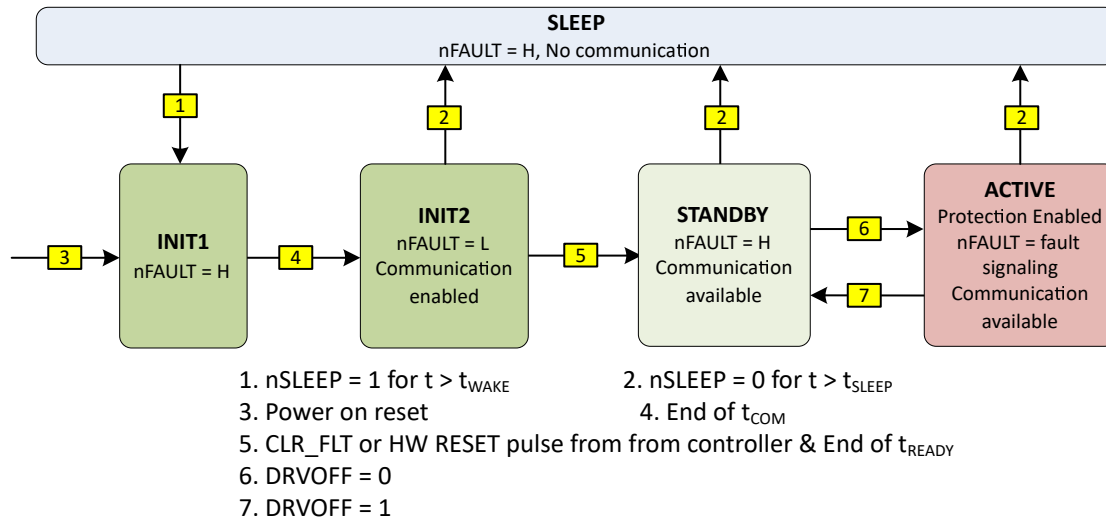 SLEEP
nFAULT = H, No communication
1
2
2
2
3
INIT1
nFAULT = H
4
INIT2
nFAULT = L
Communication
enabled
5
STANDBY
nFAULT = H
Communication
available
6
7
ACTIVE
Protection Enabled
nFAULT = fault
signaling
Communication
available
1. nSLEEP = 1 for t > tWAKE
2. nSLEEP = 0 for t > tSLEEP
3. Power on reset
4. End of tCOM
5. CLR_FLT or HW RESET pulse from from controller & End of tREADY
6. DRVOFF = 0
7. DRVOFF = 1